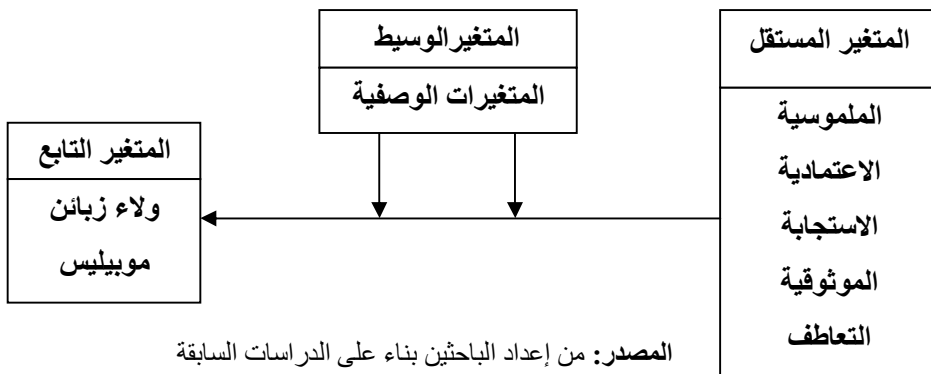 المتغير المستقل
الملموسية
الاعتمادية
الاستجابة
الموثوقية
التعاطف
المتغيرالوسيط
المتغيرات الوصفية
المتغير التابع
ولاء زبائن
موبيليس
المصدر: من إعداد الباحثين بناء على الدراسات السابقة